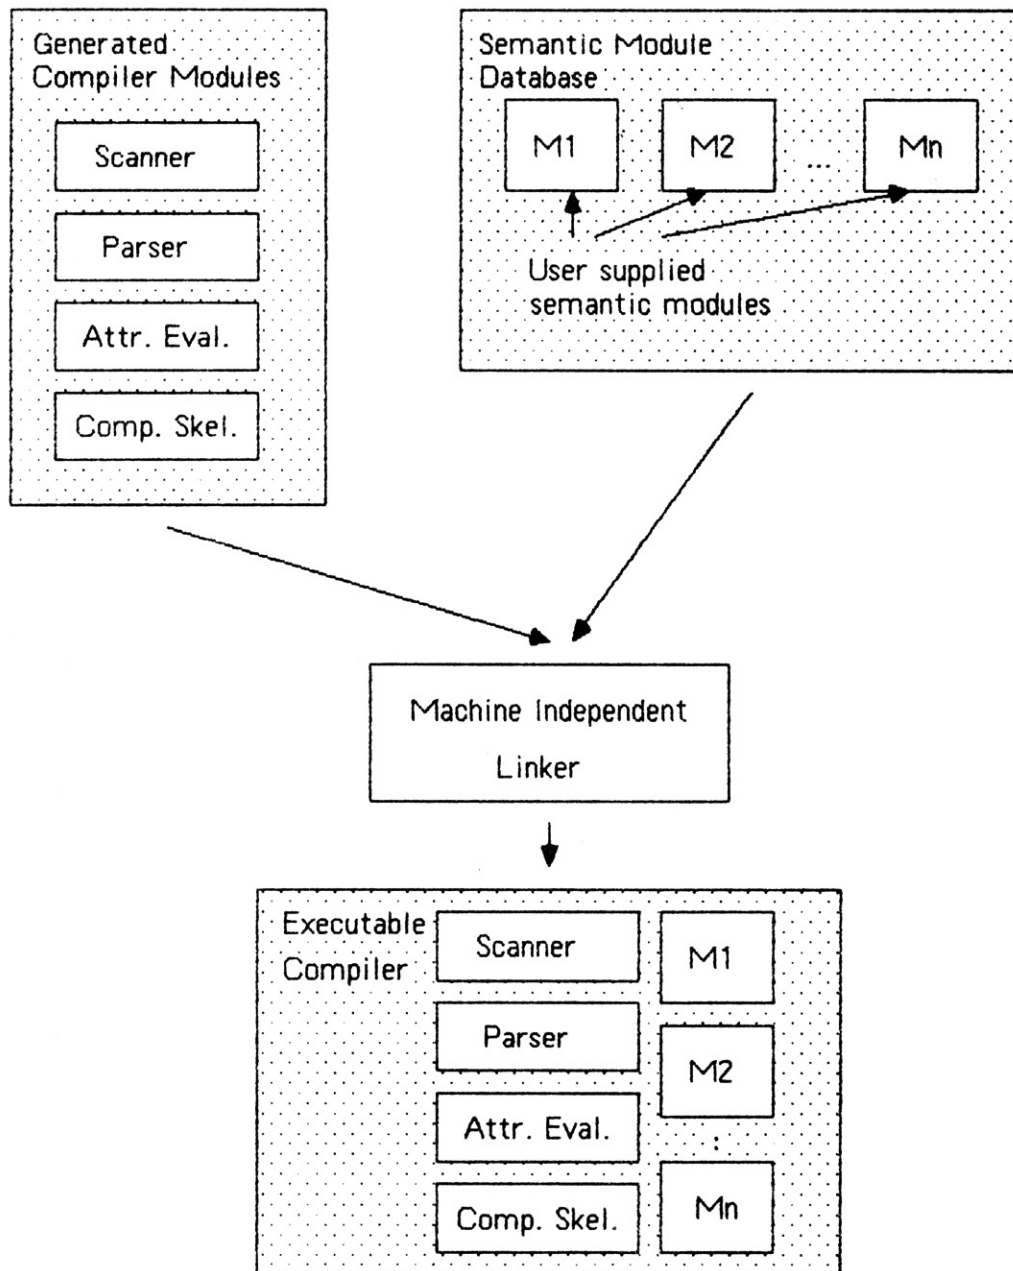 Generated
Compiler Modules
Scanner
Parser
Attr. Eval.
Comp. Skel.
Semantic Module
Database
M1
M2
...
Mn
User supplied
semantic modules
Machine Independent
Linker
Executable
Compiler
Scanner
Parser
Attr. Eval.
Comp. Skel.
M1
M2
:
Mn